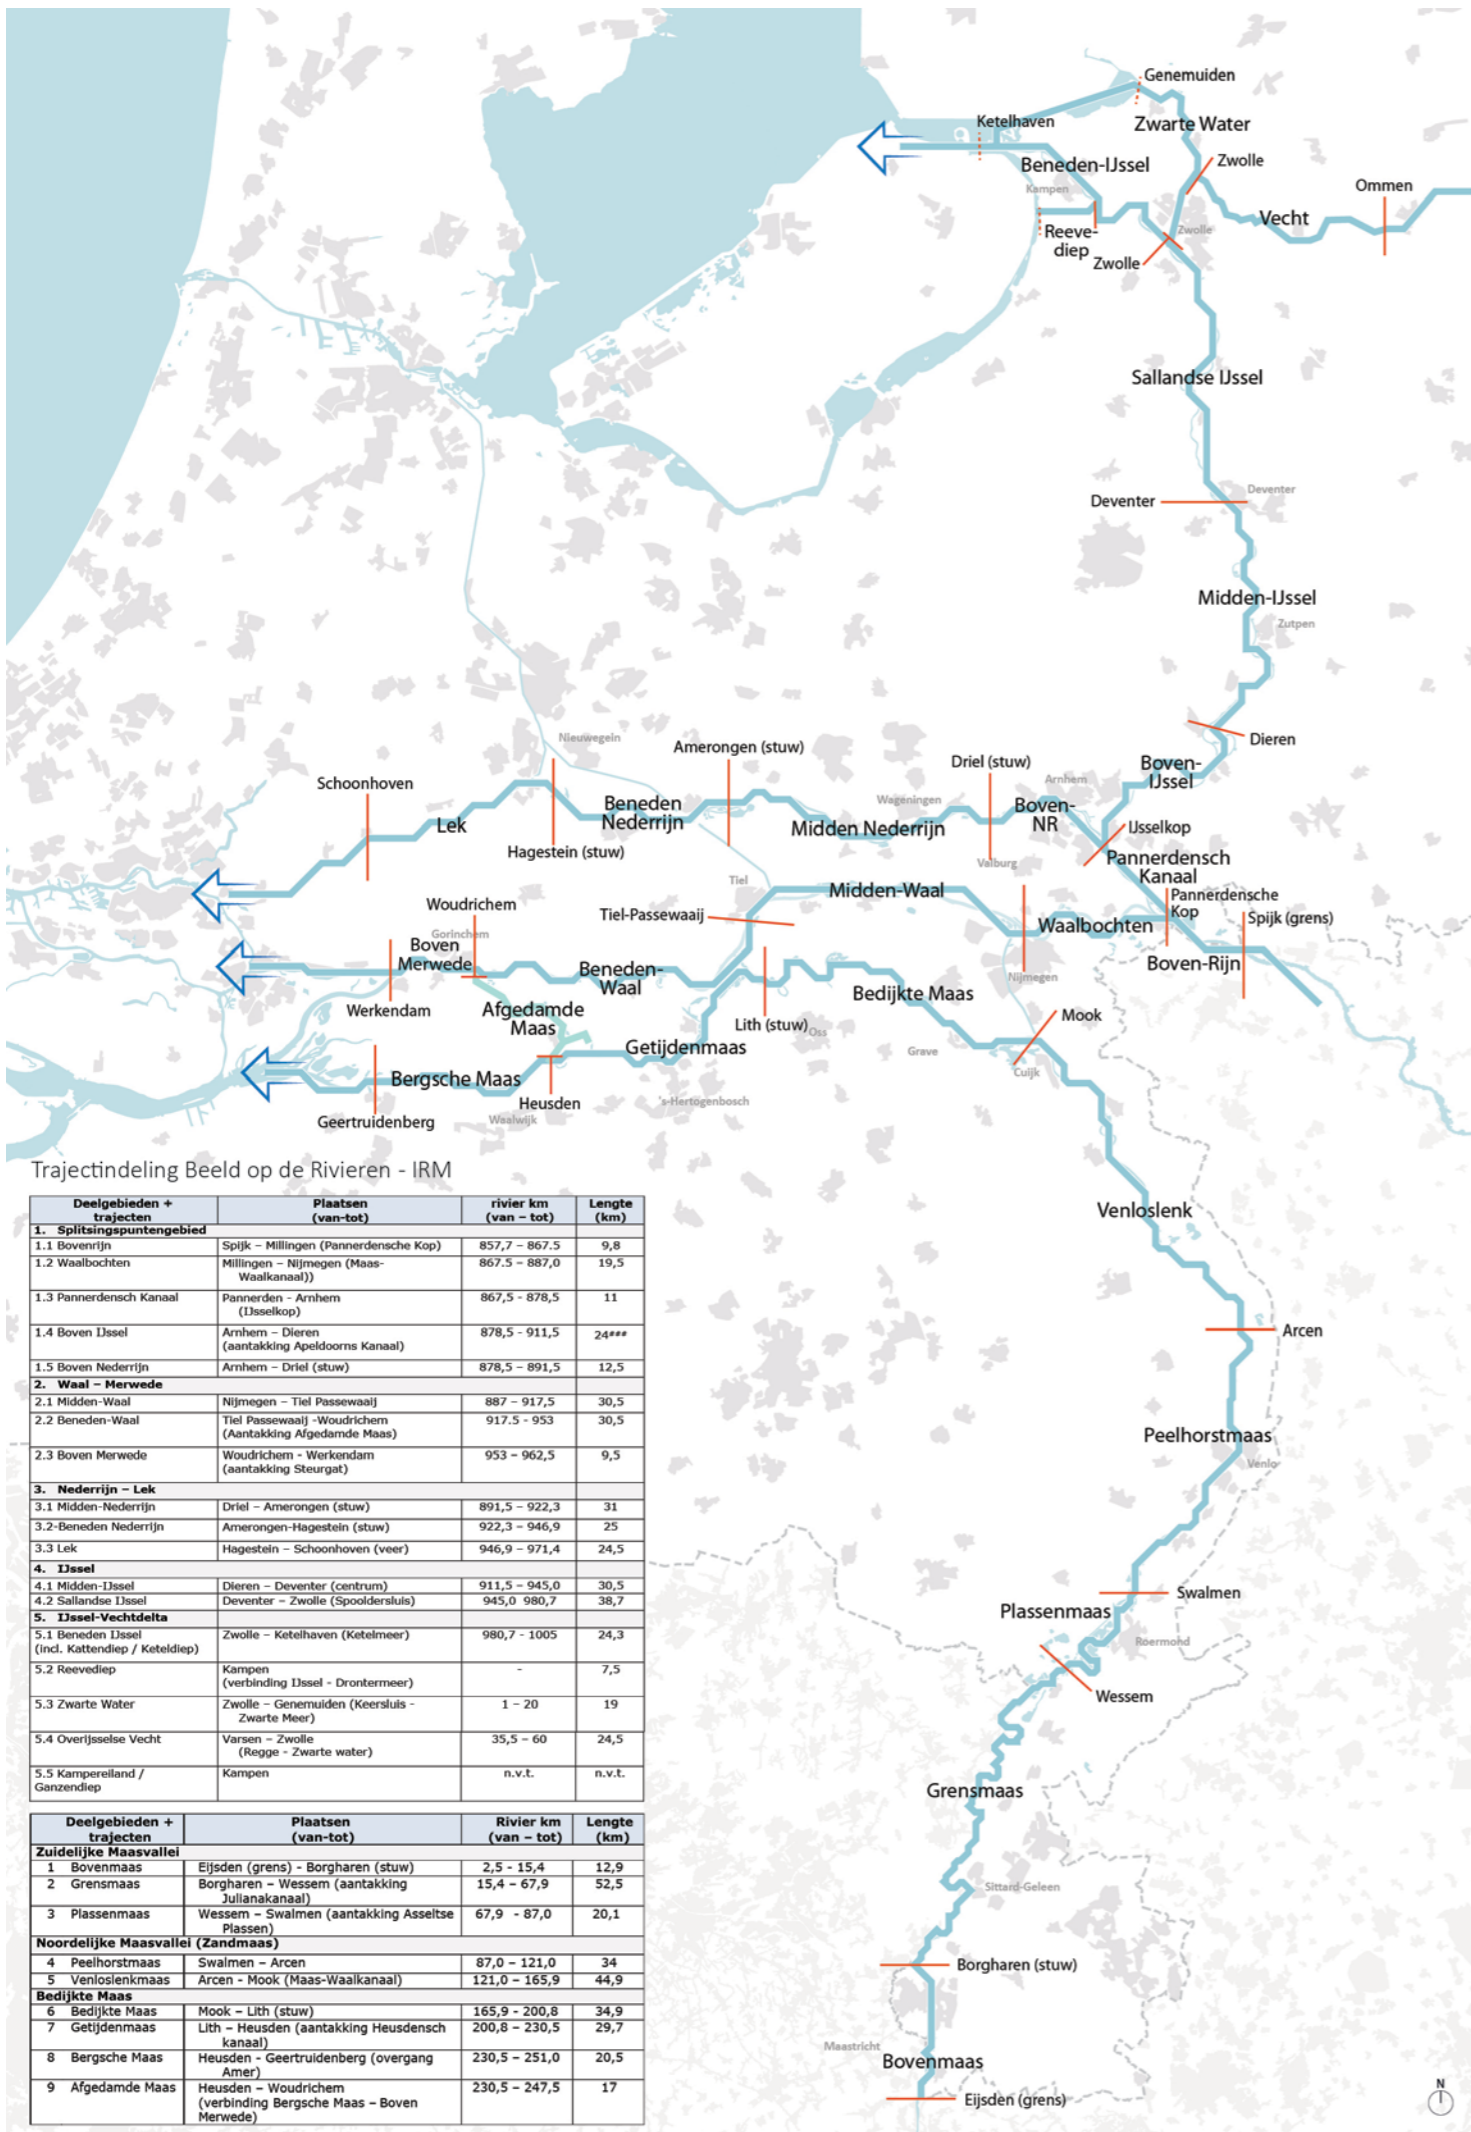 Genemuiden
Ketelhaven
Zwarte Water
Beneden-IJssel
Zwolle
Kampen
Ommen
Vecht
Reeve-
diep
Zwolle
Zwolle
Sallandse IJssel
Deventer
Deventer
Midden-IJssel
Zutpen
Dieren
Nieuwegein
Amerongen (stuw)
Driel (stuw)
Boven-
IJssel
Arnhem
Schoonhoven
Wageningen
Beneden
Nederrijn
Boven-
NR
Lek
Midden Nederrijn
IJsselkop
Hagestein (stuw)
Valburg
Pannerdensch
Kanaal
Tiel
Midden-Waal
Pannerdensche
Kop
Woudrichem
Tiel-Passewaaij
Waalbochten
Spijk (grens)
Gorinchem
Boven
Merwede
Beneden-
Waal
Boven-Rijn
Nijmegen
Bedijkte Maas
Werkendam
Afgedamde
Maas
Lith (stuw)
Oss
Mook
Getijdenmaas
Grave
Cuijk
Bergsche Maas
Heusden
's-Hertogenbosch
Geertruidenberg
Waalwijk
Venloslenk
Arcen
Peelhorstmaas
Venlo
Swalmen
Plassenmaas
Roermond
Wessem
Grensmaas
Sittard-Geleen
Borgharen (stuw)
Maastricht
Bovenmaas
Eijsden (grens)
N
Trajectindeling Beeld op de Rivieren - IRM
Deelgebieden + trajecten Plaatsen (van-tot) rivier km (van – tot) Lengte (km)
1. Splitsingspuntengebied
1.1 Bovenrijn Spijk – Millingen (Pannerdensche Kop) 857,7 – 867.5 9,8
1.2 Waalbochten Millingen – Nijmegen (Maas- 867.5 – 887,0 19,5
Waalkanaal))
1.3 Pannerdensch Kanaal Pannerden - Arnhem 867,5 - 878,5 11
(IJsselkop)
1.4 Boven IJssel Arnhem – Dieren 878,5 - 911,5 24###
(aantakking Apeldoorns Kanaal)
1.5 Boven Nederrijn Arnhem – Driel (stuw) 878,5 – 891,5 12,5
2. Waal – Merwede
2.1 Midden-Waal Nijmegen – Tiel Passewaaij 887 – 917,5 30,5
2.2 Beneden-Waal Tiel Passewaaij -Woudrichem 917.5 - 953 30,5
(Aantakking Afgedamde Maas)
2.3 Boven Merwede Woudrichem - Werkendam 953 – 962,5 9,5
(aantakking Steurgat)
3. Nederrijn – Lek
3.1 Midden-Nederrijn Driel – Amerongen (stuw) 891,5 – 922,3 31
3.2-Beneden Nederrijn Amerongen-Hagestein (stuw) 922,3 – 946,9 25
3.3 Lek Hagestein – Schoonhoven (veer) 946,9 – 971,4 24,5
4. IJssel
4.1 Midden-IJssel Dieren – Deventer (centrum) 911,5 – 945,0 30,5
4.2 Sallandse IJssel Deventer – Zwolle (Spooldersluis) 945,0 980,7 38,7
5. IJssel-Vechtdelta
5.1 Beneden IJssel Zwolle – Ketelhaven (Ketelmeer) 980,7 - 1005 24,3
(incl. Kattendiep / Keteldiep)
5.2 Reevediep Kampen - 7,5
(verbinding IJssel - Drontermeer)
5.3 Zwarte Water Zwolle – Genemuiden (Keersluis - 1 – 20 19
Zwarte Meer)
5.4 Overijsselse Vecht Varsen – Zwolle 35,5 – 60 24,5
(Regge - Zwarte water)
5.5 Kampereiland / Kampen n.v.t. n.v.t.
Ganzendiep
Deelgebieden + trajecten Plaatsen (van-tot) Rivier km (van – tot) Lengte (km)
Zuidelijke Maasvallei
1 Bovenmaas Eijsden (grens) - Borgharen (stuw) 2,5 - 15,4 12,9
2 Grensmaas Borgharen – Wessem (aantakking 15,4 – 67,9 52,5
Julianakanaal)
3 Plassenmaas Wessem – Swalmen (aantakking Asseltse 67,9 - 87,0 20,1
Plassen)
Noordelijke Maasvallei (Zandmaas)
4 Peelhorstmaas Swalmen – Arcen 87,0 – 121,0 34
5 Venloslenkmaas Arcen - Mook (Maas-Waalkanaal) 121,0 – 165,9 44,9
Bedijkte Maas
6 Bedijkte Maas Mook – Lith (stuw) 165,9 - 200,8 34,9
7 Getijdenmaas Lith – Heusden (aantakking Heusdensch 200,8 – 230,5 29,7
kanaal)
8 Bergsche Maas Heusden - Geertruidenberg (overgang 230,5 – 251,0 20,5
Amer)
9 Afgedamde Maas Heusden – Woudrichem 230,5 – 247,5 17
(verbinding Bergsche Maas – Boven
Merwede)